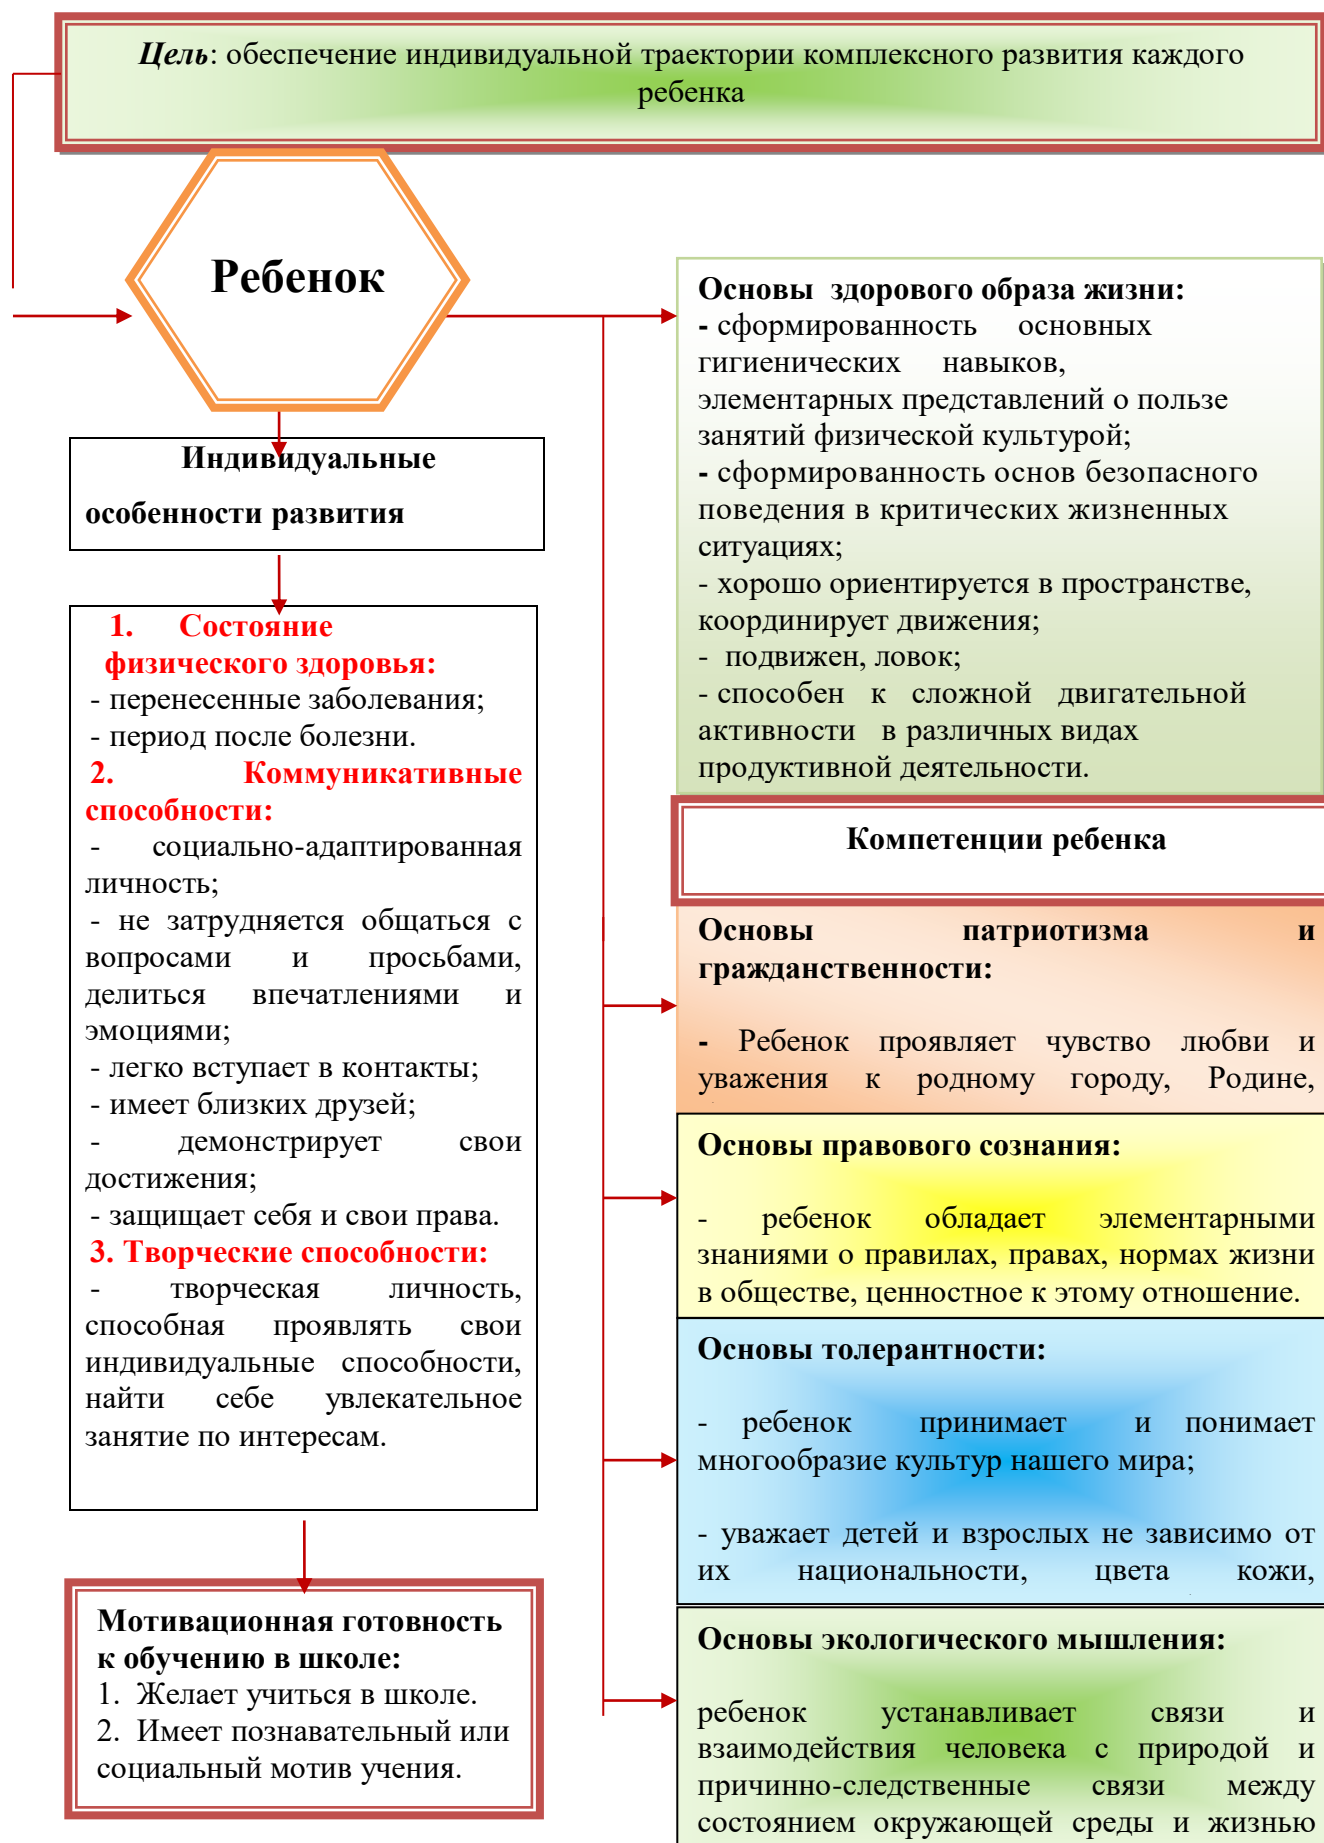 Цель: обеспечение индивидуальной траектории комплексного развития каждого
ребенка
Ребенок
Индивидуальные
особенности развития
1. Состояние
физического здоровья:
- перенесенные заболевания;
- период после болезни.
2. Коммуникативные
способности:
- социально-адаптированная
личность;
- не затрудняется общаться с
вопросами и просьбами,
делиться впечатлениями и
эмоциями;
- легко вступает в контакты;
- имеет близких друзей;
- демонстрирует свои
достижения;
- защищает себя и свои права.
3. Творческие способности:
- творческая личность,
способная проявлять свои
индивидуальные способности,
найти себе увлекательное
занятие по интересам.
Мотивационная готовность
к обучению в школе:
1. Желает учиться в школе.
2. Имеет познавательный или
социальный мотив учения.
Основы здорового образа жизни:
- сформированность основных
гигиенических навыков,
элементарных представлений о пользе
занятий физической культурой;
- сформированность основ безопасного
поведения в критических жизненных
ситуациях;
- хорошо ориентируется в пространстве,
координирует движения;
- подвижен, ловок;
- способен к сложной двигательной
активности в различных видах
продуктивной деятельности.
Компетенции ребенка
Основы патриотизма и
гражданственности:
- Ребенок проявляет чувство любви и
уважения к родному городу, Родине,
Основы правового сознания:
- ребенок обладает элементарными
знаниями о правилах, правах, нормах жизни
в обществе, ценностное к этому отношение.
Основы толерантности:
- ребенок принимает и понимает
многообразие культур нашего мира;
- уважает детей и взрослых не зависимо от
их национальности, цвета кожи,
Основы экологического мышления:
ребенок устанавливает связи и
взаимодействия человека с природой и
причинно-следственные связи между
состоянием окружающей среды и жизнью